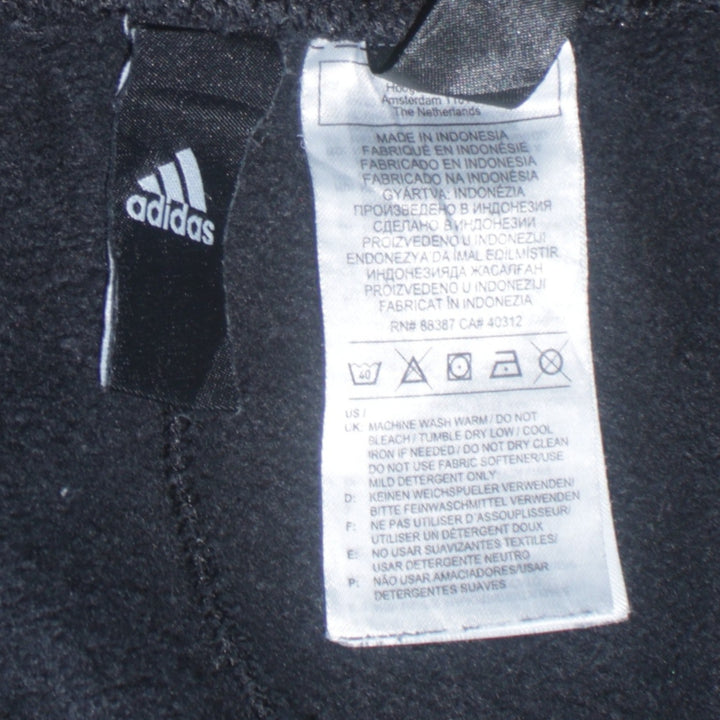 adidas
Amsterdam
The Netherlands
MADE IN INDONESIA
FABRIQUÉ EN INDONÉSIE
FABRICADO EN INDONESIA
FABRICADO NA INDONÉSIA
GYÁRTVA: INDONÉZIA
ПРОИЗВЕДЕНО В ИНДОНЕЗИЯ
СДЕЛАНО В ИНДОНЕЗИИ
PROIZVEDENO U INDONEZIJI
ENDONEZYA DA İMAL EDİLMİŞTİR
ИНДОНЕЗИЯДА ЖАСАЛҒАН
PROIZVEDENO U INDONEZIJI
FABRICAT ÎN INDONEZIA
RN# 88387 CA# 40312
40
US /
UK: MACHINE WASH WARM / DO NOT
BLEACH / TUMBLE DRY LOW / COOL
IRON IF NEEDED / DO NOT DRY CLEAN
DO NOT USE FABRIC SOFTENER/USE
MILD DETERGENT ONLY
D: KEINEN WEICHSPUELER VERWENDEN/
BITTE FEINWASCHMITTEL VERWENDEN
F: NE PAS UTILISER D'ASSOUPLISSEUR/
UTILISER UN DÉTERGENT DOUX
E: NO USAR SUAVIZANTES TEXTILES/
USAR DETERGENTE NEUTRO
P: NÃO USAR AMACIADORES/USAR
DETERGENTES SUAVES